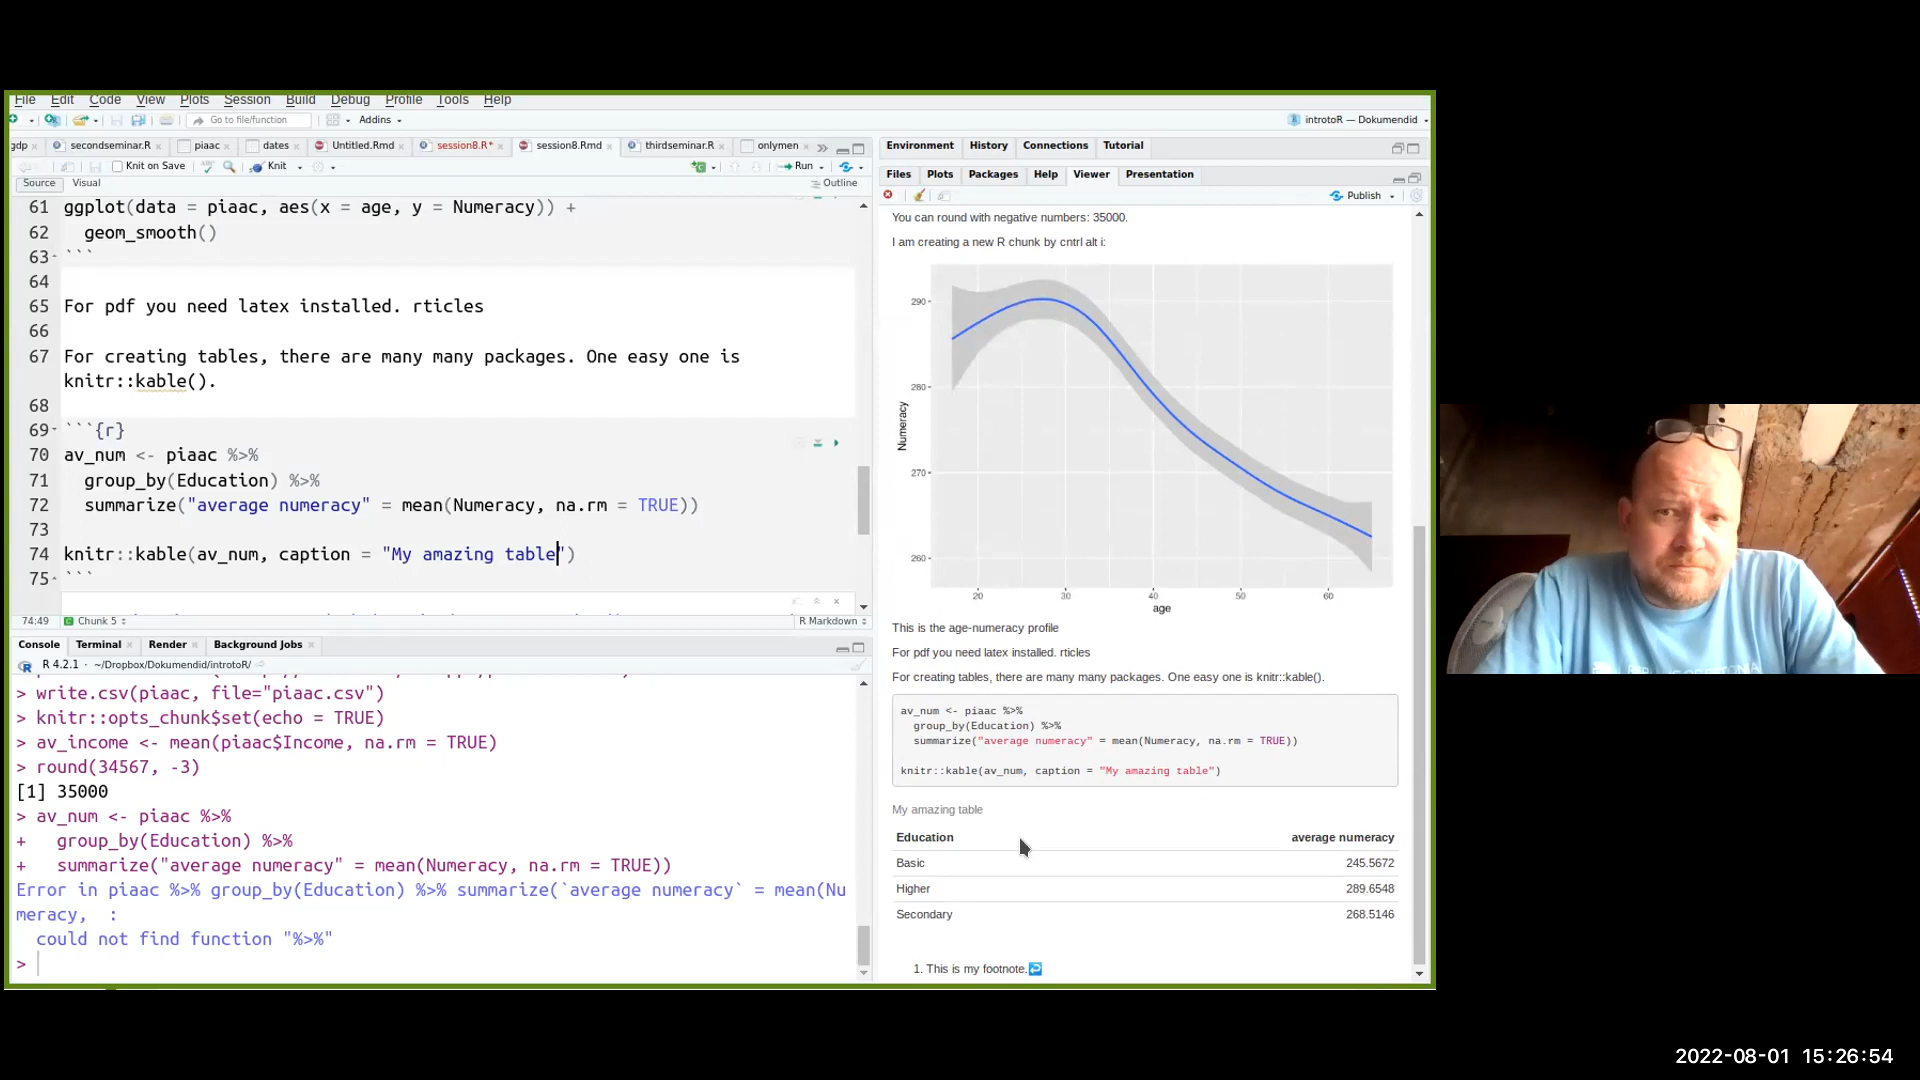 File Edit Code View Plots Session Build Debug Profile Tools Help
Go to file/function Addins introtoR — Dokumendid
gdp secondseminar.R piaac dates Untitled.Rmd session8.R* session8.Rmd thirdseminar.R onlymen
Knit on Save Knit Run
Source Visual Outline
61 ggplot(data = piaac, aes(x = age, y = Numeracy)) +
62 geom_smooth()
63 ```
64
65 For pdf you need latex installed. rticles
66
67 For creating tables, there are many many packages. One easy one is
knitr::kable().
68
69 ```{r}
70 av_num <- piaac %>%
71 group_by(Education) %>%
72 summarize("average numeracy" = mean(Numeracy, na.rm = TRUE))
73
74 knitr::kable(av_num, caption = "My amazing table")
75 ```
74:49 Chunk 5 R Markdown
Console Terminal Render Background Jobs
R 4.2.1 · ~/Dropbox/Dokumendid/introtoR/
> write.csv(piaac, file="piaac.csv")
> knitr::opts_chunk$set(echo = TRUE)
> av_income <- mean(piaac$Income, na.rm = TRUE)
> round(34567, -3)
[1] 35000
> av_num <- piaac %>%
+ group_by(Education) %>%
+ summarize("average numeracy" = mean(Numeracy, na.rm = TRUE))
Error in piaac %>% group_by(Education) %>% summarize(`average numeracy` = mean(Nu
meracy, :
could not find function "%>%"
>
Environment History Connections Tutorial
Files Plots Packages Help Viewer Presentation
Publish
You can round with negative numbers: 35000.
I am creating a new R chunk by cntrl alt i:
290
280
270
260
Numeracy
20 30 40 50 60
age
This is the age-numeracy profile
For pdf you need latex installed. rticles
For creating tables, there are many many packages. One easy one is knitr::kable().
av_num <- piaac %>%
group_by(Education) %>%
summarize("average numeracy" = mean(Numeracy, na.rm = TRUE))
knitr::kable(av_num, caption = "My amazing table")
My amazing table
Education average numeracy
Basic 245.5672
Higher 289.6548
Secondary 268.5146
1. This is my footnote.
2022-08-01 15:26:54